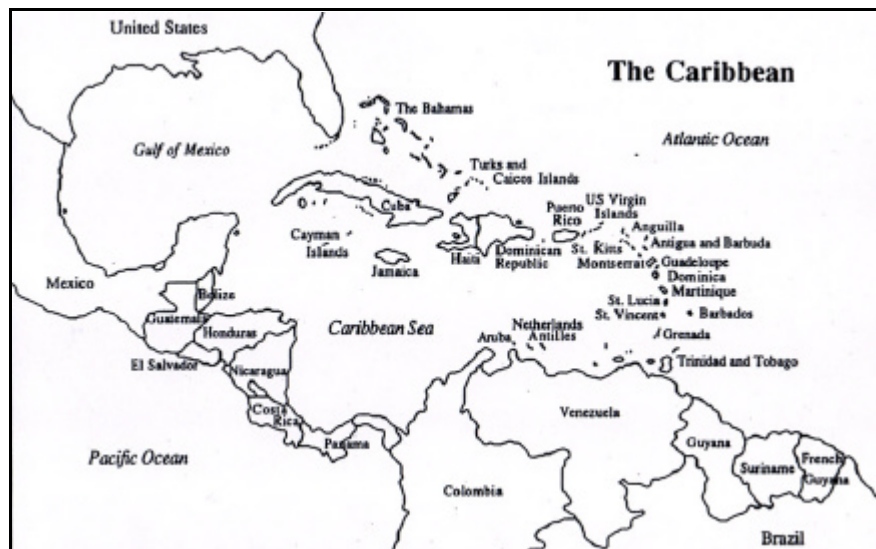 United States
The Caribbean
The Bahamas
Gulf of Mexico
Atlantic Ocean
Turks and
Caicos Islands
Cuba
US Virgin
Islands
Puerto
Rico
Anguilla
Cayman
Islands
Jamaica
Haiti
Dominican
Republic
St. Kitts
Antigua and Barbuda
Montserrat
Guadeloupe
Dominica
Mexico
Belize
Martinique
St. Lucia
St. Vincent
Barbados
Guatemala
Honduras
Caribbean Sea
Netherlands
Antilles
Aruba
Grenada
El Salvador
Nicaragua
Trinidad and Tobago
Costa
Rica
Panama
Venezuela
Guyana
Pacific Ocean
Colombia
Suriname
French
Guyana
Brazil